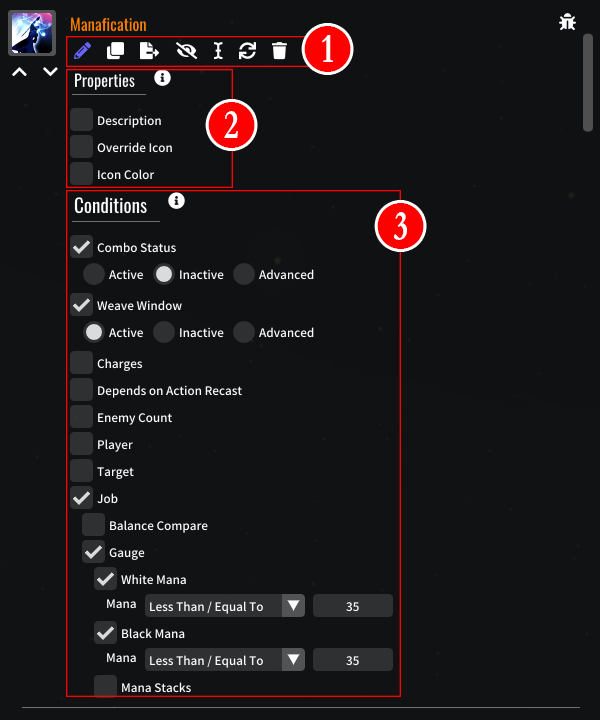 Manafication
1
Properties
2
Description
Override Icon
Icon Color
Conditions
3
Combo Status
Active Inactive Advanced
Weave Window
Active Inactive Advanced
Charges
Depends on Action Recast
Enemy Count
Player
Target
Job
Balance Compare
Gauge
White Mana
Mana Less Than / Equal To 35
Black Mana
Mana Less Than / Equal To 35
Mana Stacks